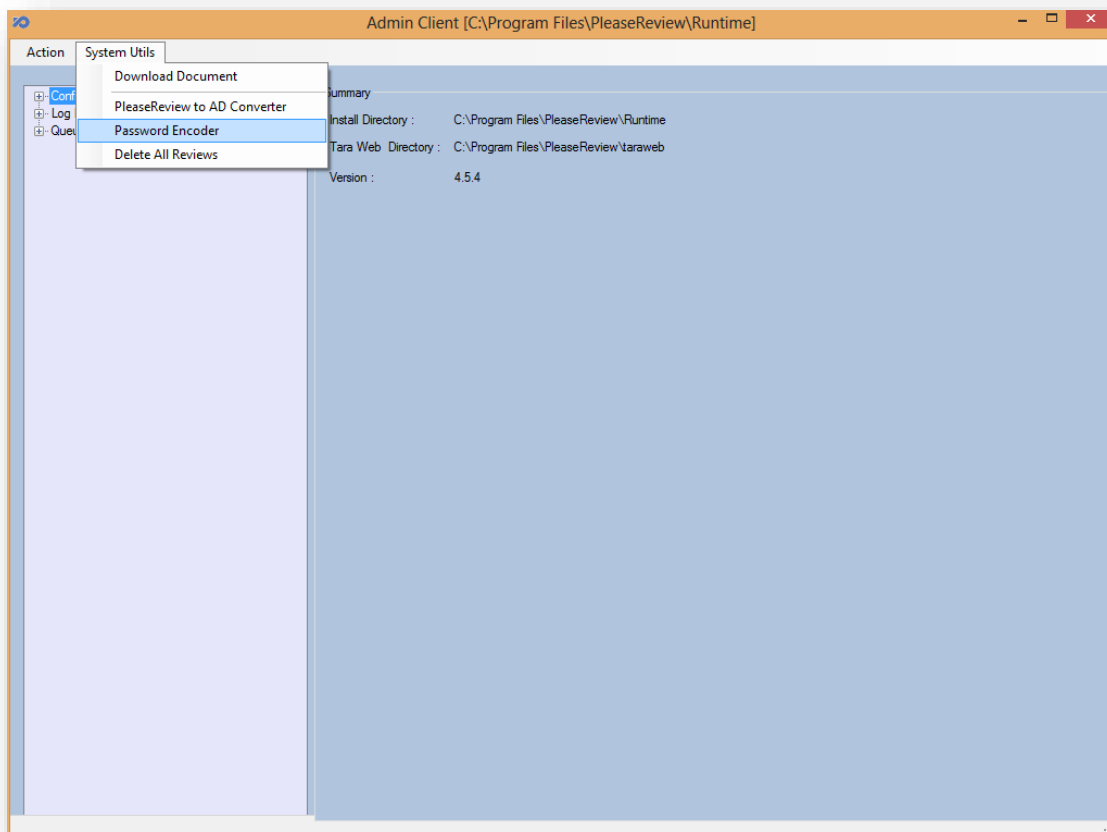 Admin Client [C:\Program Files\PleaseReview\Runtime]
Action System Utils
Download Document
PleaseReview to AD Converter
Password Encoder
Delete All Reviews
Conf
Log
Queu
Summary
Install Directory : C:\Program Files\PleaseReview\Runtime
Tara Web Directory : C:\Program Files\PleaseReview\taraweb
Version : 4.5.4